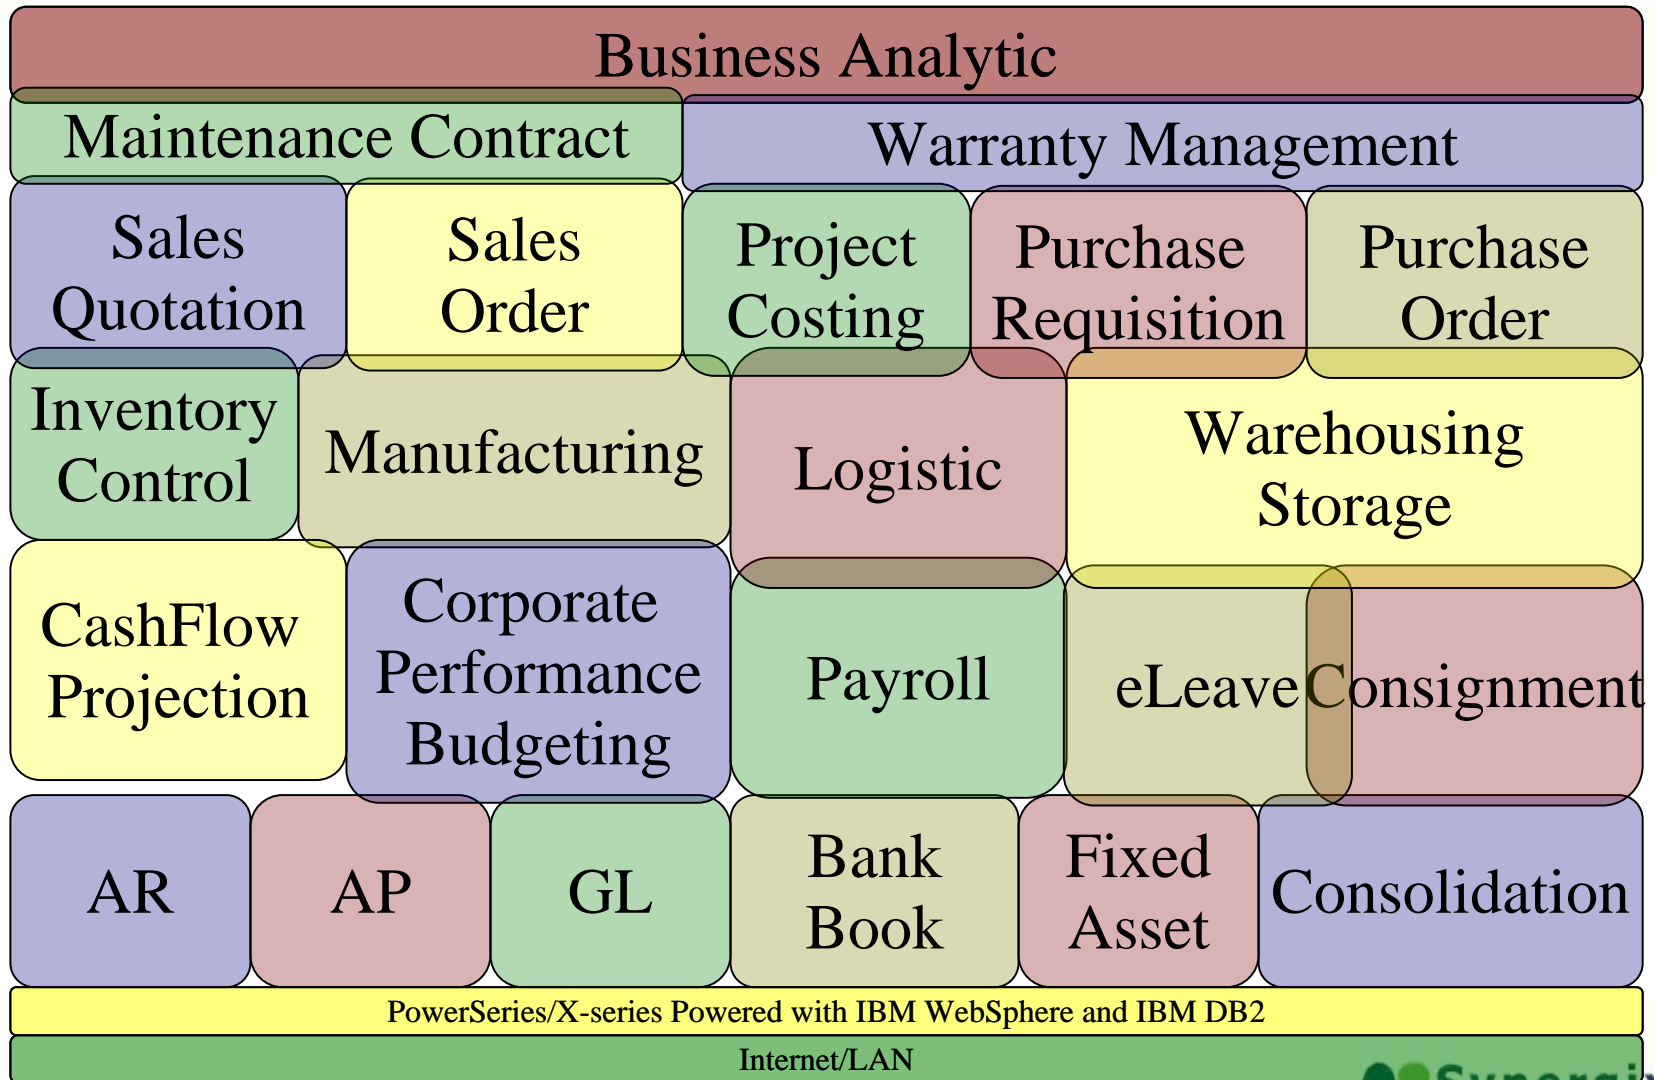 Business Analytic
Maintenance Contract
Warranty Management
Sales
Quotation
Sales
Order
Project
Costing
Purchase
Requisition
Purchase
Order
Inventory
Control
Manufacturing
Logistic
Warehousing
Storage
CashFlow
Projection
Corporate
Performance
Budgeting
Payroll
eLeave
Consignment
AR
AP
GL
Bank
Book
Fixed
Asset
Consolidation
PowerSeries/X-series Powered with IBM WebSphere and IBM DB2
Internet/LAN